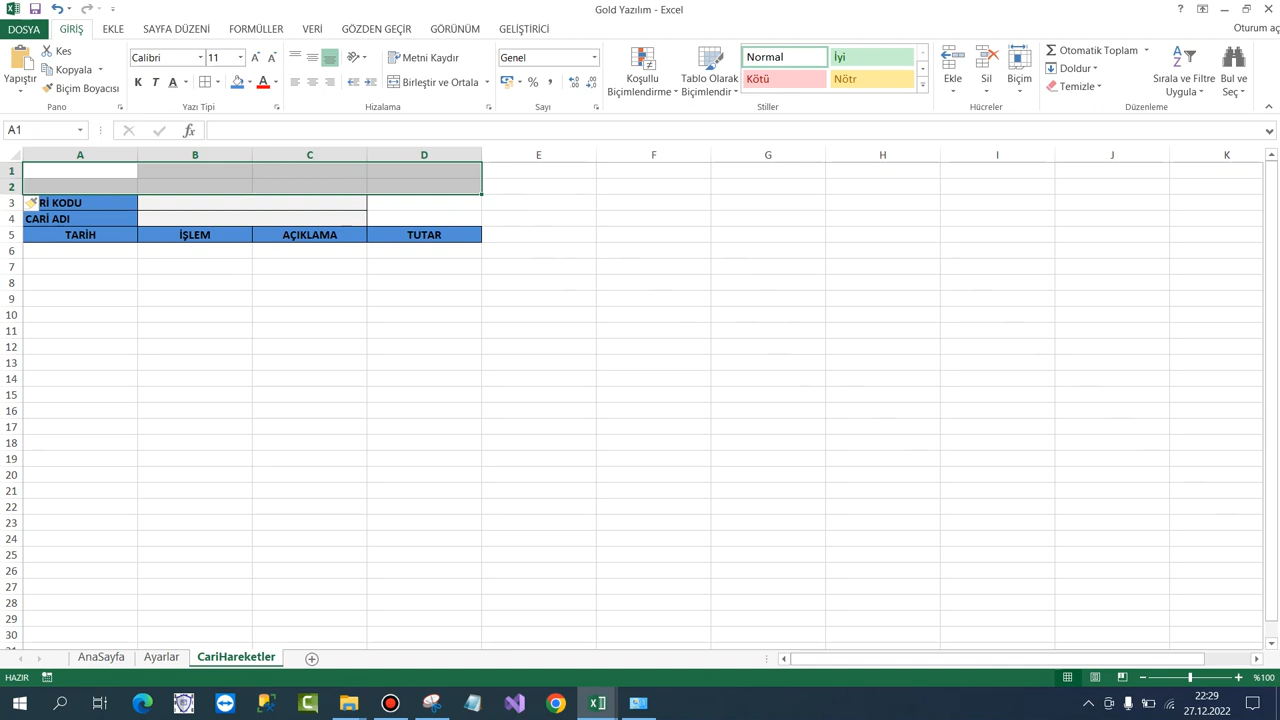 Gold Yazılım - Excel
DOSYA GİRİŞ EKLE SAYFA DÜZENİ FORMÜLLER VERİ GÖZDEN GEÇİR GÖRÜNÜM GELİŞTİRİCİ Oturum aç
Yapıştır
Kes
Kopyala
Biçim Boyacısı
Pano
Calibri 11
K T A
Yazı Tipi
Metni Kaydır
Birleştir ve Ortala
Hizalama
Genel
%
Sayı
Koşullu Biçimlendirme
Tablo Olarak Biçimlendir
Normal İyi
Kötü Nötr
Stiller
Ekle Sil Biçim
Hücreler
Otomatik Toplam
Doldur
Temizle
Sırala ve Filtre Uygula
Bul ve Seç
Düzenleme
A1 fx
A B C D E F G H I J K
1
2
3 Rİ KODU
4 CARİ ADI
5 TARİH İŞLEM AÇIKLAMA TUTAR
6
7
8
9
10
11
12
13
14
15
16
17
18
19
20
21
22
23
24
25
26
27
28
29
30
AnaSayfa Ayarlar CariHareketler
HAZIR %100
22:29
27.12.2022